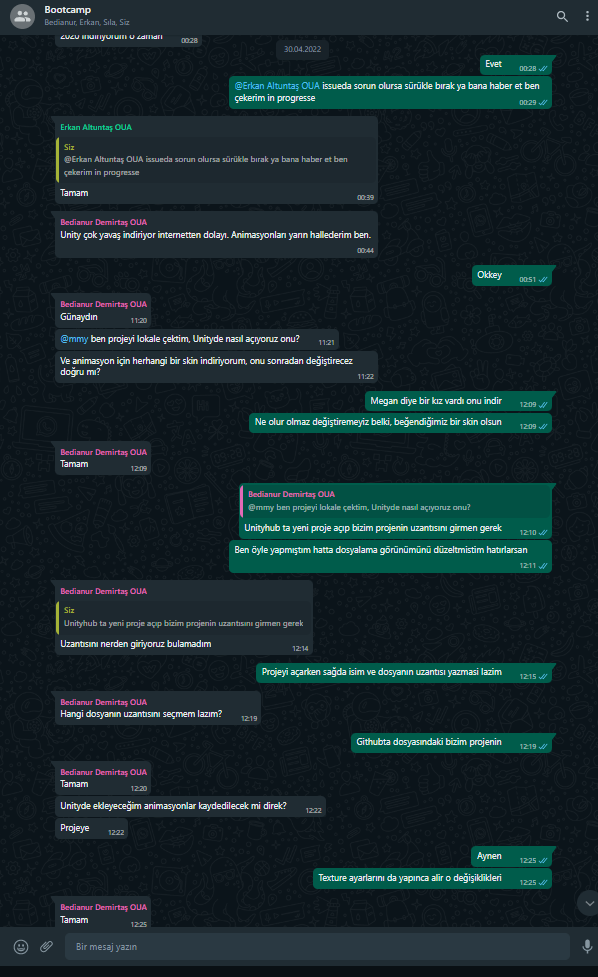 Bootcamp
Bedianur, Erkan, Sıla, Siz
2020 indiriyorum o zaman
00:28
30.04.2022
Evet
00:28
@Erkan Altuntaş OUA issueda sorun olursa sürükle bırak ya bana haber et ben
çekerim in progresse
00:29
Erkan Altuntaş OUA
Siz
@Erkan Altuntaş OUA issueda sorun olursa sürükle bırak ya bana haber et ben
çekerim in progresse
Tamam
00:39
Bedianur Demirtaş OUA
Unity çok yavaş indiriyor internetten dolayı. Animasyonları yarın hallederim ben.
00:44
Okkey
00:51
Bedianur Demirtaş OUA
Günaydın
11:20
@mmy ben projeyi lokale çektim, Unityde nasıl açıyoruz onu?
11:21
Ve animasyon için herhangi bir skin indiriyorum, onu sonradan değiştirecez
doğru mı?
11:22
Megan diye bir kız vardı onu indir
12:09
Ne olur olmaz değiştiremeyiz belki, beğendiğimiz bir skin olsun
12:09
Bedianur Demirtaş OUA
Tamam
12:09
Bedianur Demirtaş OUA
@mmy ben projeyi lokale çektim, Unityde nasıl açıyoruz onu?
Unityhub ta yeni proje açıp bizim projenin uzantısını girmen gerek
12:10
Ben öyle yapmıştım hatta dosyalama görünümünü düzeltmistim hatırlarsan
12:11
Bedianur Demirtaş OUA
Siz
Unityhub ta yeni proje açıp bizim projenin uzantısını girmen gerek
Uzantısını nerden giriyoruz bulamadım
12:14
Projeyi açarken sağda isim ve dosyanın uzantısı yazmasi lazim
12:15
Bedianur Demirtaş OUA
Hangi dosyanın uzantısını seçmem lazım?
12:19
Githubta dosyasındaki bizim projenin
12:19
Bedianur Demirtaş OUA
Tamam
12:20
Unityde ekleyeceğim animasyonlar kaydedilecek mi direk?
12:22
Projeye
12:22
Aynen
12:25
Texture ayarlarını da yapınca alir o değişiklikleri
12:25
Bedianur Demirtaş OUA
Tamam
12:25
Bir mesaj yazın